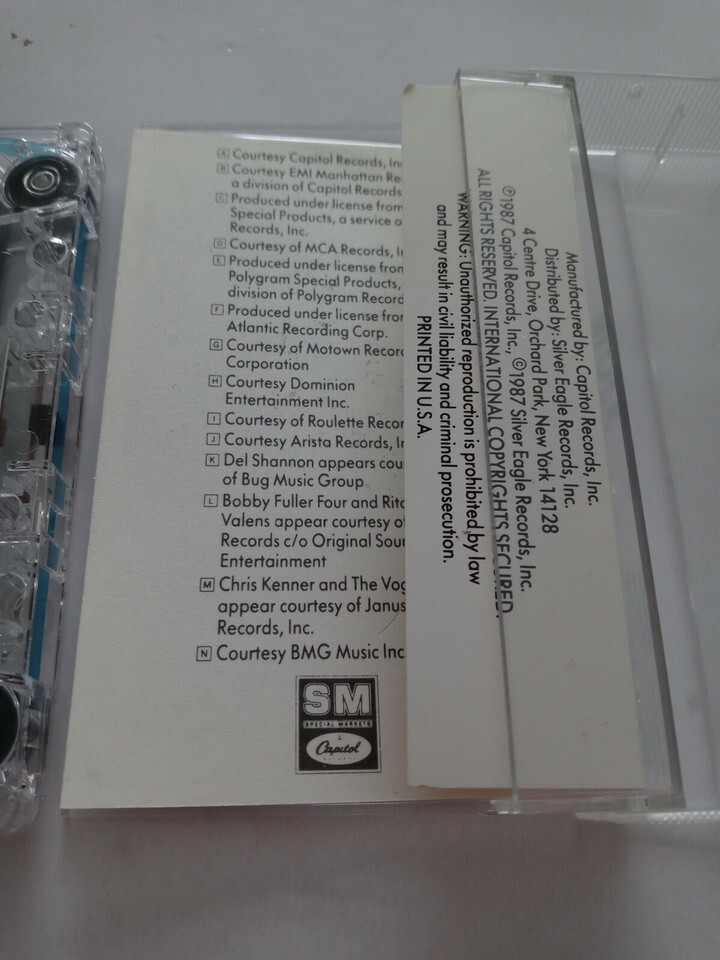 A Courtesy Capitol Records, Inc
B Courtesy EMI Manhattan Re
a division of Capitol Records
C Produced under license from
Special Products, a service o
Records, Inc.
D Courtesy of MCA Records, I
E Produced under license from
Polygram Special Products,
division of Polygram Record
F Produced under license from
Atlantic Recording Corp.
G Courtesy of Motown Record
Corporation
H Courtesy Dominion
Entertainment Inc.
I Courtesy of Roulette Recor
J Courtesy Arista Records, I
K Del Shannon appears cou
of Bug Music Group
L Bobby Fuller Four and Ritc
Valens appear courtesy of
Records c/o Original Soun
Entertainment
M Chris Kenner and The Vog
appear courtesy of Janus
Records, Inc.
N Courtesy BMG Music Inc
SM
SPECIAL MARKETS
Capitol
RECORDS
Manufactured by: Capitol Records, Inc.
Distributed by: Silver Eagle Records, Inc.
4 Centre Drive, Orchard Park, New York 14128
℗1987 Capitol Records, Inc., ©1987 Silver Eagle Records, Inc.
ALL RIGHTS RESERVED. INTERNATIONAL COPYRIGHTS SECURED.
WARNING: Unauthorized reproduction is prohibited by law
and may result in civil liability and criminal prosecution.
PRINTED IN U.S.A.